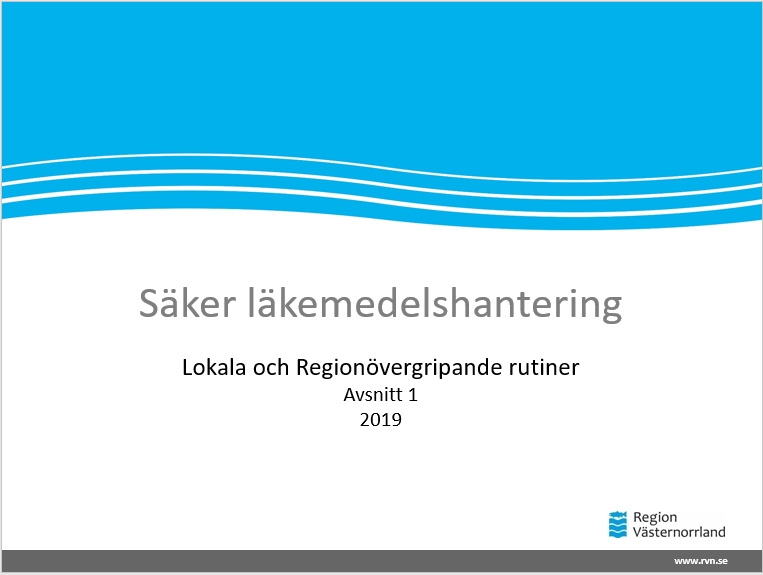 Säker läkemedelshantering
Lokala och Regionövergripande rutiner
Avsnitt 1
2019
Region
Västernorrland
www.rvn.se